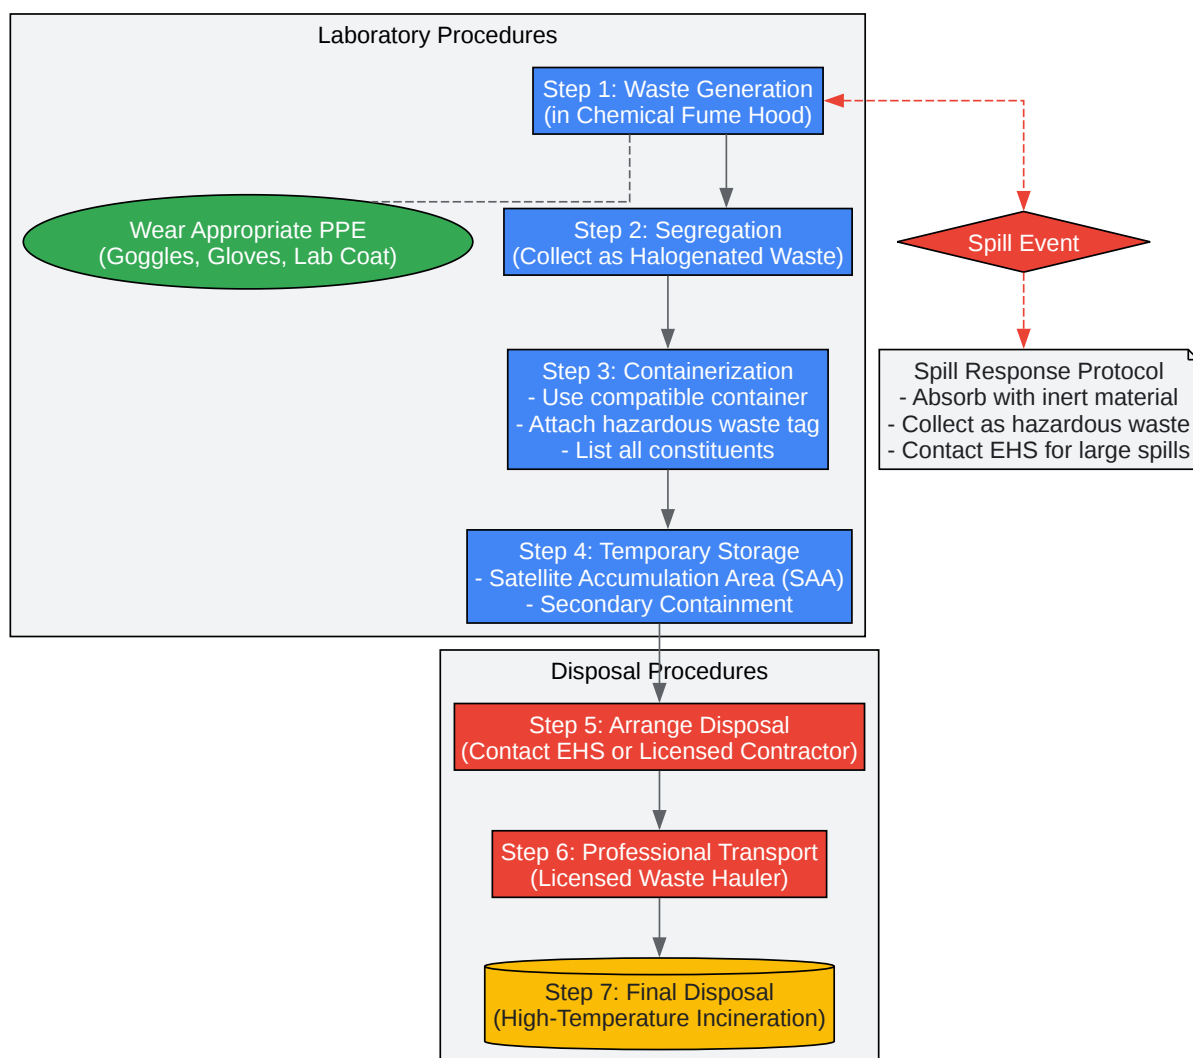 Laboratory Procedures
Step 1: Waste Generation
(in Chemical Fume Hood)
Wear Appropriate PPE
(Goggles, Gloves, Lab Coat)
Step 2: Segregation
(Collect as Halogenated Waste)
Spill Event
Step 3: Containerization
- Use compatible container
- Attach hazardous waste tag
- List all constituents
Spill Response Protocol
- Absorb with inert material
- Collect as hazardous waste
- Contact EHS for large spills
Step 4: Temporary Storage
- Satellite Accumulation Area (SAA)
- Secondary Containment
Disposal Procedures
Step 5: Arrange Disposal
(Contact EHS or Licensed Contractor)
Step 6: Professional Transport
(Licensed Waste Hauler)
Step 7: Final Disposal
(High-Temperature Incineration)